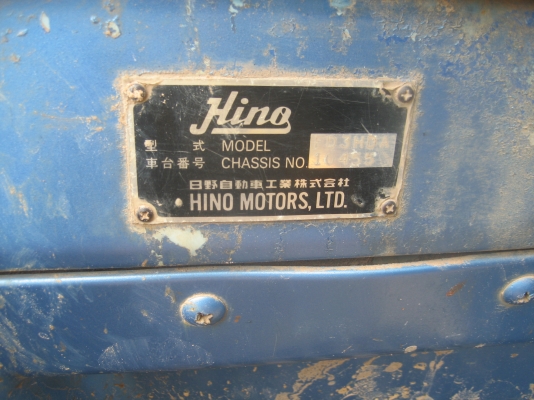 Hino
型 式 MODEL
車台番号 CHASSIS NO.
日野自動車工業株式会社
HINO MOTORS, LTD.